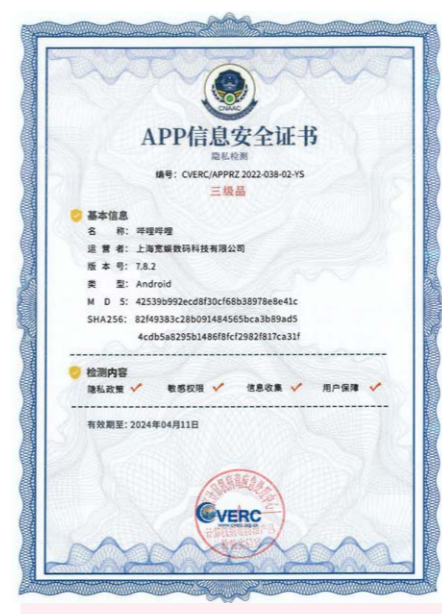 CNAAC
APP信息安全证书
隐私检测
编号：CVERC/APPRZ 2022-038-02-YS
三级品
基本信息
名 称：哔哩哔哩
运 营 者：上海宽娱数码科技有限公司
版 本 号：7.8.2
类 型：Android
M D 5：42539b992ecd8f30cf68b38978e8e41c
SHA256：82f49383c28b091484565bca3b89ad5
4cdb5a8295b1486f8fcf2982f817ca31f
检测内容
隐私政策 敏感权限 信息收集 用户保障
有效期至：2024年04月11日
CVERC